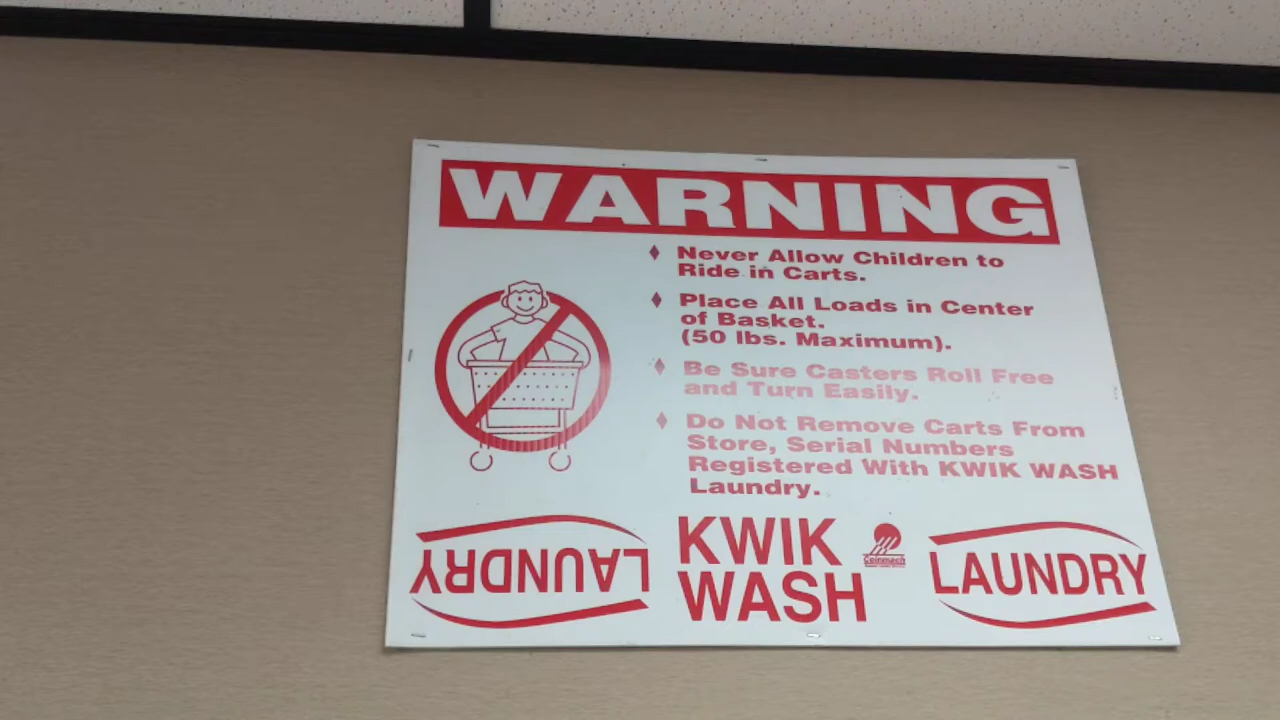 WARNING
Never Allow Children to
Ride in Carts.
Place All Loads in Center
of Basket.
(50 lbs. Maximum).
Be Sure Casters Roll Free
and Turn Easily.
Do Not Remove Carts From
Store, Serial Numbers
Registered With KWIK WASH
Laundry.
LAUNDRY
KWIK
WASH
Coinmach
LAUNDRY